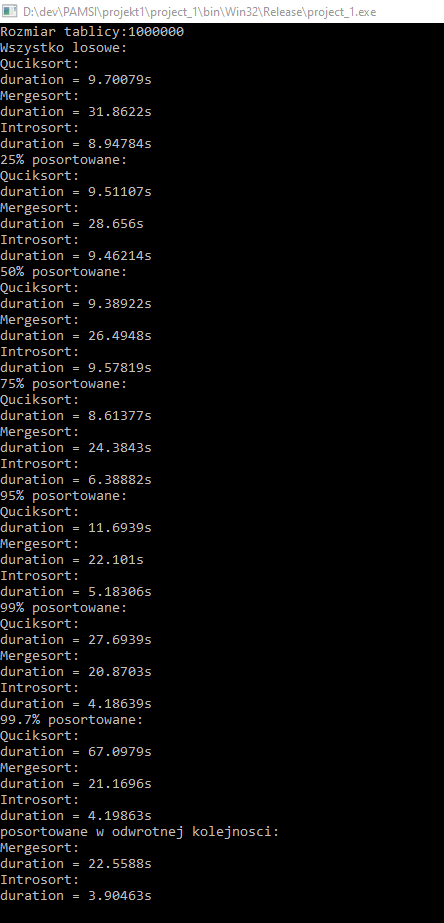 D:\dev\PAMSI\projekt1\project_1\bin\Win32\Release\project_1.exe
Rozmiar tablicy:1000000
Wszystko losowe:
Quciksort:
duration = 9.70079s
Mergesort:
duration = 31.8622s
Introsort:
duration = 8.94784s
25% posortowane:
Quciksort:
duration = 9.51107s
Mergesort:
duration = 28.656s
Introsort:
duration = 9.46214s
50% posortowane:
Quciksort:
duration = 9.38922s
Mergesort:
duration = 26.4948s
Introsort:
duration = 9.57819s
75% posortowane:
Quciksort:
duration = 8.61377s
Mergesort:
duration = 24.3843s
Introsort:
duration = 6.38882s
95% posortowane:
Quciksort:
duration = 11.6939s
Mergesort:
duration = 22.101s
Introsort:
duration = 5.18306s
99% posortowane:
Quciksort:
duration = 27.6939s
Mergesort:
duration = 20.8703s
Introsort:
duration = 4.18639s
99.7% posortowane:
Quciksort:
duration = 67.0979s
Mergesort:
duration = 21.1696s
Introsort:
duration = 4.19863s
posortowane w odwrotnej kolejnosci:
Mergesort:
duration = 22.5588s
Introsort:
duration = 3.90463s